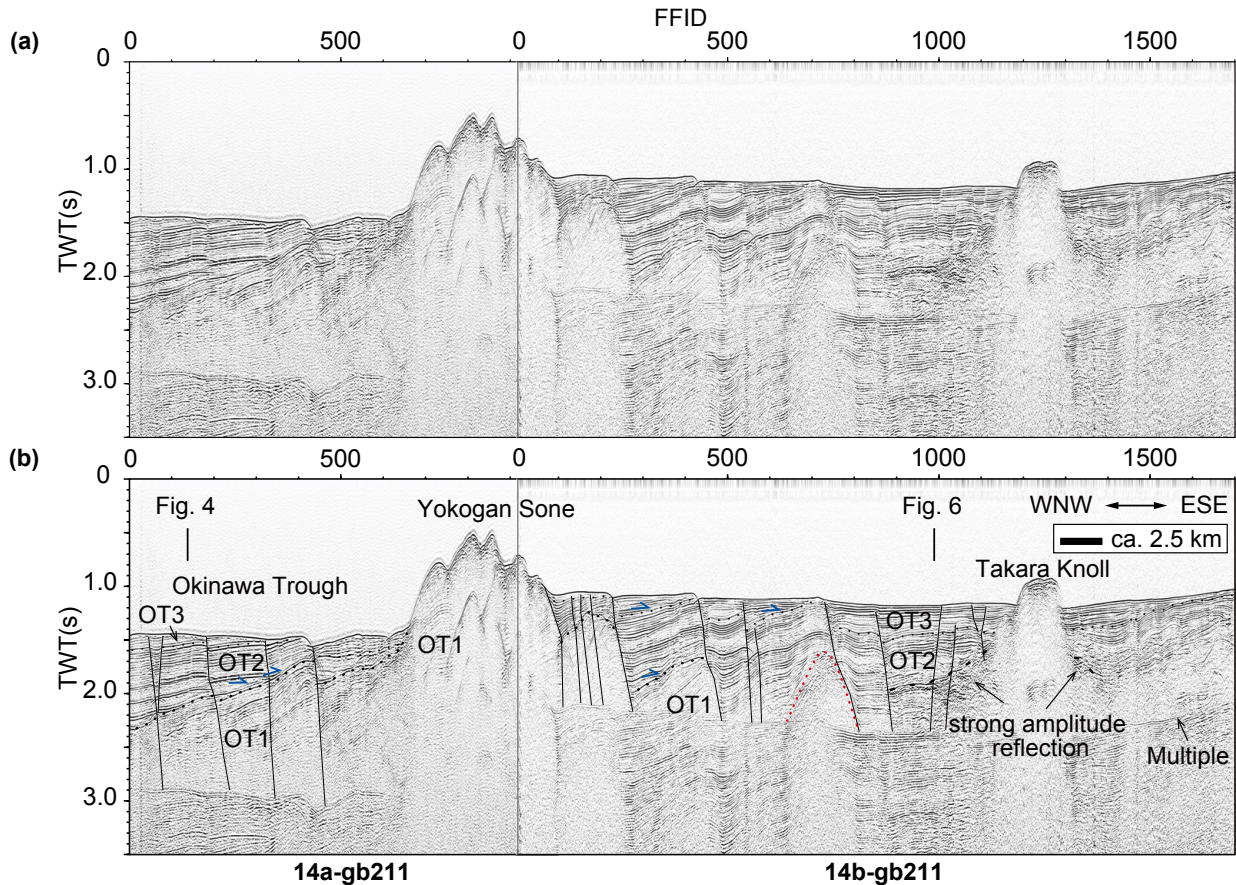 FFID
(a)
0 500 0 500 1000 1500
0
1.0
2.0
3.0
TWT(s)
(b)
0 500 0 500 1000 1500
0
1.0
2.0
3.0
TWT(s)
Fig. 4
Yokogan Sone
Fig. 6
WNW ESE
ca. 2.5 km
Okinawa Trough
Takara Knoll
OT3
OT2
OT1
OT1
OT1
OT3
OT2
strong amplitude
reflection
Multiple
14a-gb211
14b-gb211